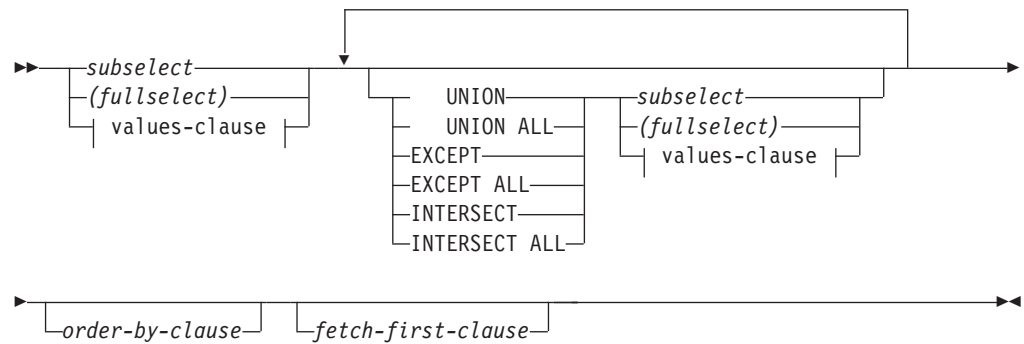 subselect
(fullselect)
values-clause
UNION subselect
UNION ALL (fullselect)
EXCEPT values-clause
EXCEPT ALL
INTERSECT
INTERSECT ALL
order-by-clause fetch-first-clause